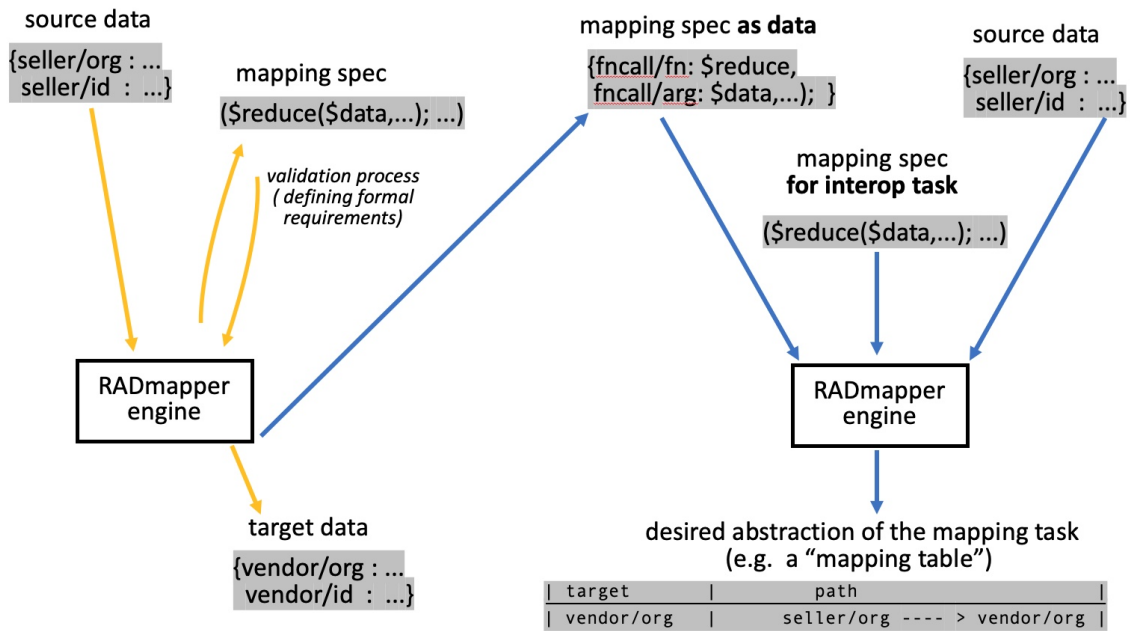 source data
{seller/org : ...
seller/id : ...}
mapping spec
($reduce($data,...); ...)
validation process
( defining formal
requirements)
RADmapper
engine
target data
{vendor/org : ...
vendor/id : ...}
mapping spec as data
{fncall/fn: $reduce,
fncall/arg: $data,...); }
source data
{seller/org : ...
seller/id : ...}
mapping spec
for interop task
($reduce($data,...); ...)
RADmapper
engine
desired abstraction of the mapping task
(e.g. a “mapping table”)
| target | path |
| vendor/org | seller/org ---- > vendor/org |